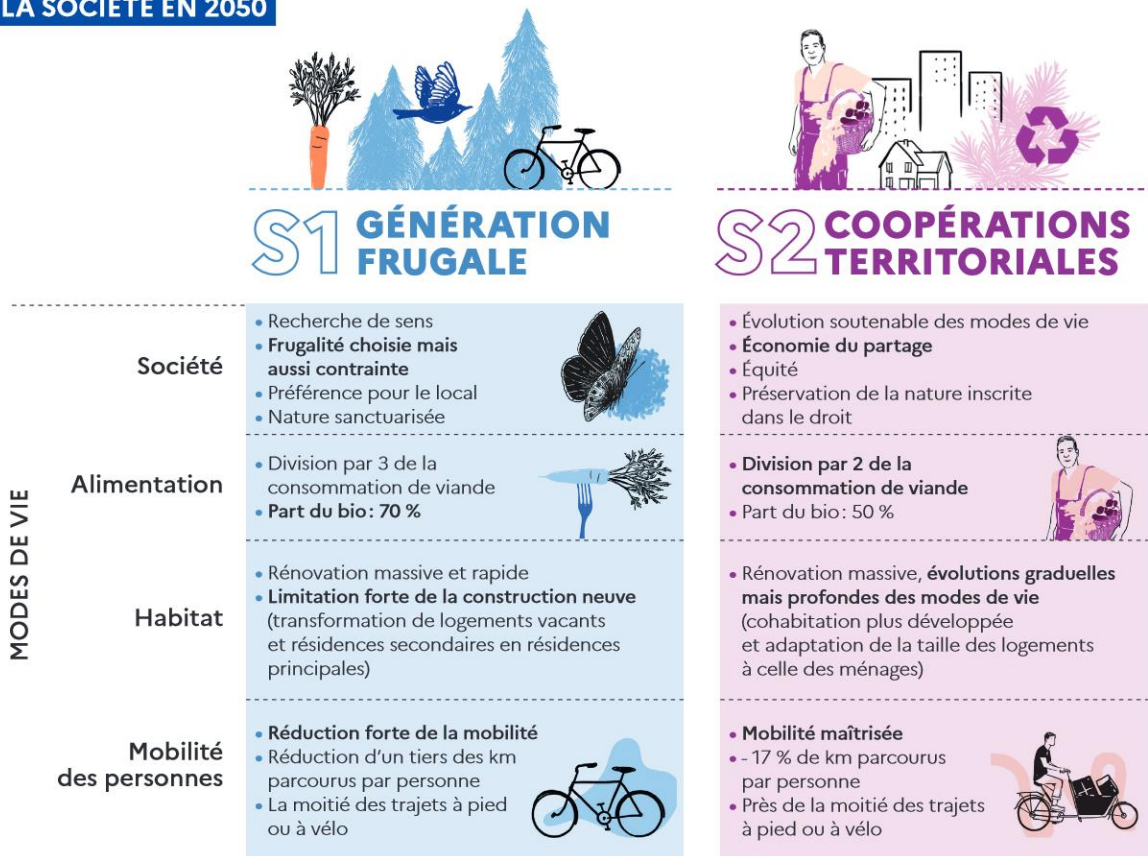 LA SOCIÉTÉ EN 2050
S1 GÉNÉRATION
FRUGALE
S2 COOPÉRATIONS
TERRITORIALES
MODES DE VIE
Société
• Recherche de sens
• Frugalité choisie mais
aussi contrainte
• Préférence pour le local
• Nature sanctuarisée
• Évolution soutenable des modes de vie
• Économie du partage
• Équité
• Préservation de la nature inscrite
dans le droit
Alimentation
• Division par 3 de la
consommation de viande
• Part du bio : 70 %
• Division par 2 de la
consommation de viande
• Part du bio : 50 %
Habitat
• Rénovation massive et rapide
• Limitation forte de la construction neuve
(transformation de logements vacants
et résidences secondaires en résidences
principales)
• Rénovation massive, évolutions graduelles
mais profondes des modes de vie
(cohabitation plus développée
et adaptation de la taille des logements
à celle des ménages)
Mobilité
des personnes
• Réduction forte de la mobilité
• Réduction d'un tiers des km
parcourus par personne
• La moitié des trajets à pied
ou à vélo
• Mobilité maîtrisée
• - 17 % de km parcourus
par personne
• Près de la moitié des trajets
à pied ou à vélo